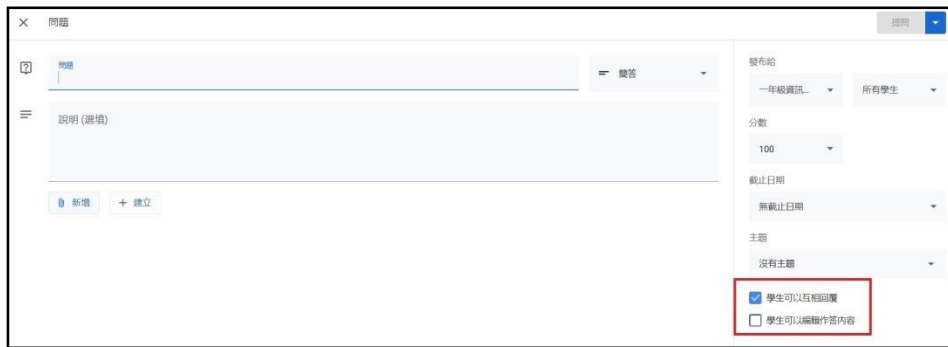 問題
提問
問題
簡答
說明 (選填)
新增
建立
發布給
一年級資訊...
所有學生
分數
100
截止日期
無截止日期
主題
沒有主題
學生可以互相回覆
學生可以編輯作答內容